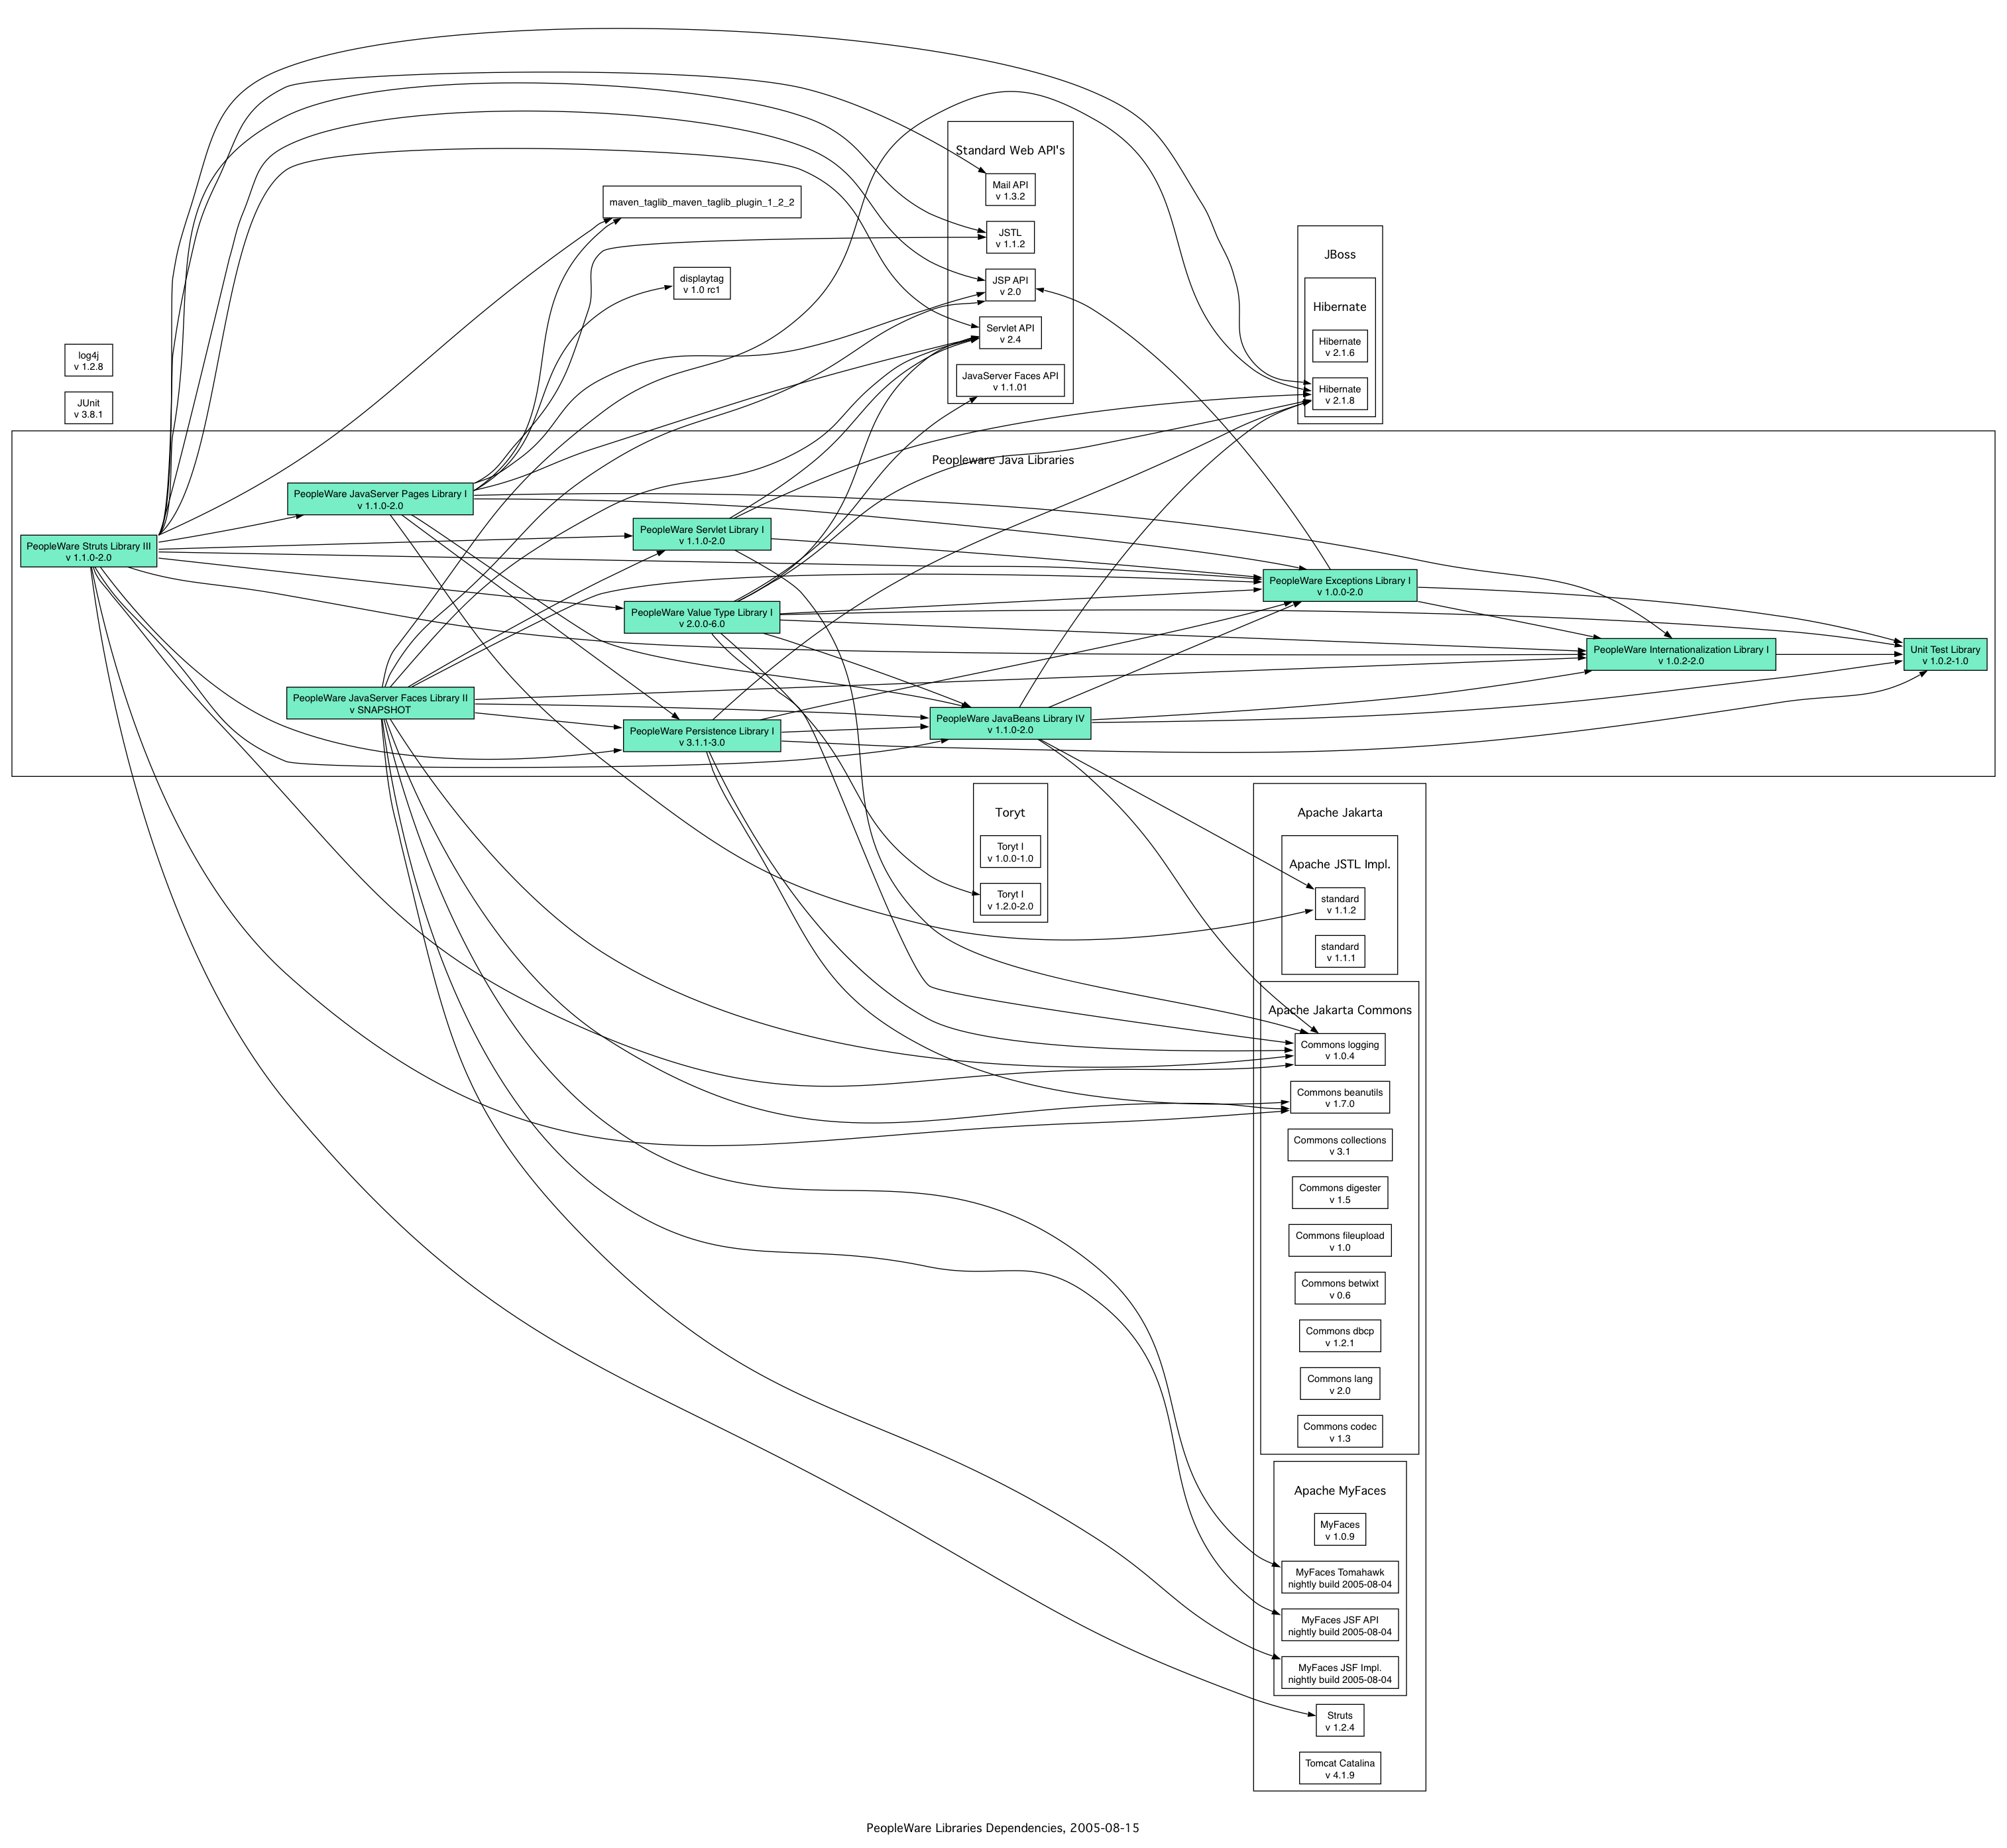 Standard Web API's
Mail API
v 1.3.2
maven_taglib_maven_taglib_plugin_1_2_2
JSTL
v 1.1.2
JBoss
displaytag
v 1.0 rc1
JSP API
v 2.0
Hibernate
Servlet API
v 2.4
Hibernate
v 2.1.6
log4j
v 1.2.8
JavaServer Faces API
v 1.1.01
Hibernate
v 2.1.8
JUnit
v 3.8.1
Peopleware Java Libraries
PeopleWare JavaServer Pages Library I
v 1.1.0-2.0
PeopleWare Servlet Library I
v 1.1.0-2.0
PeopleWare Struts Library III
v 1.1.0-2.0
PeopleWare Exceptions Library I
v 1.0.0-2.0
PeopleWare Value Type Library I
v 2.0.0-6.0
PeopleWare Internationalization Library I
v 1.0.2-2.0
Unit Test Library
v 1.0.2-1.0
PeopleWare JavaServer Faces Library II
v SNAPSHOT
PeopleWare JavaBeans Library IV
v 1.1.0-2.0
PeopleWare Persistence Library I
v 3.1.1-3.0
Toryt
Toryt I
v 1.0.0-1.0
Toryt I
v 1.2.0-2.0
Apache Jakarta
Apache JSTL Impl.
standard
v 1.1.2
standard
v 1.1.1
Apache Jakarta Commons
Commons logging
v 1.0.4
Commons beanutils
v 1.7.0
Commons collections
v 3.1
Commons digester
v 1.5
Commons fileupload
v 1.0
Commons betwixt
v 0.6
Commons dbcp
v 1.2.1
Commons lang
v 2.0
Commons codec
v 1.3
Apache MyFaces
MyFaces
v 1.0.9
MyFaces Tomahawk
nightly build 2005-08-04
MyFaces JSF API
nightly build 2005-08-04
MyFaces JSF Impl.
nightly build 2005-08-04
Struts
v 1.2.4
Tomcat Catalina
v 4.1.9
PeopleWare Libraries Dependencies, 2005-08-15